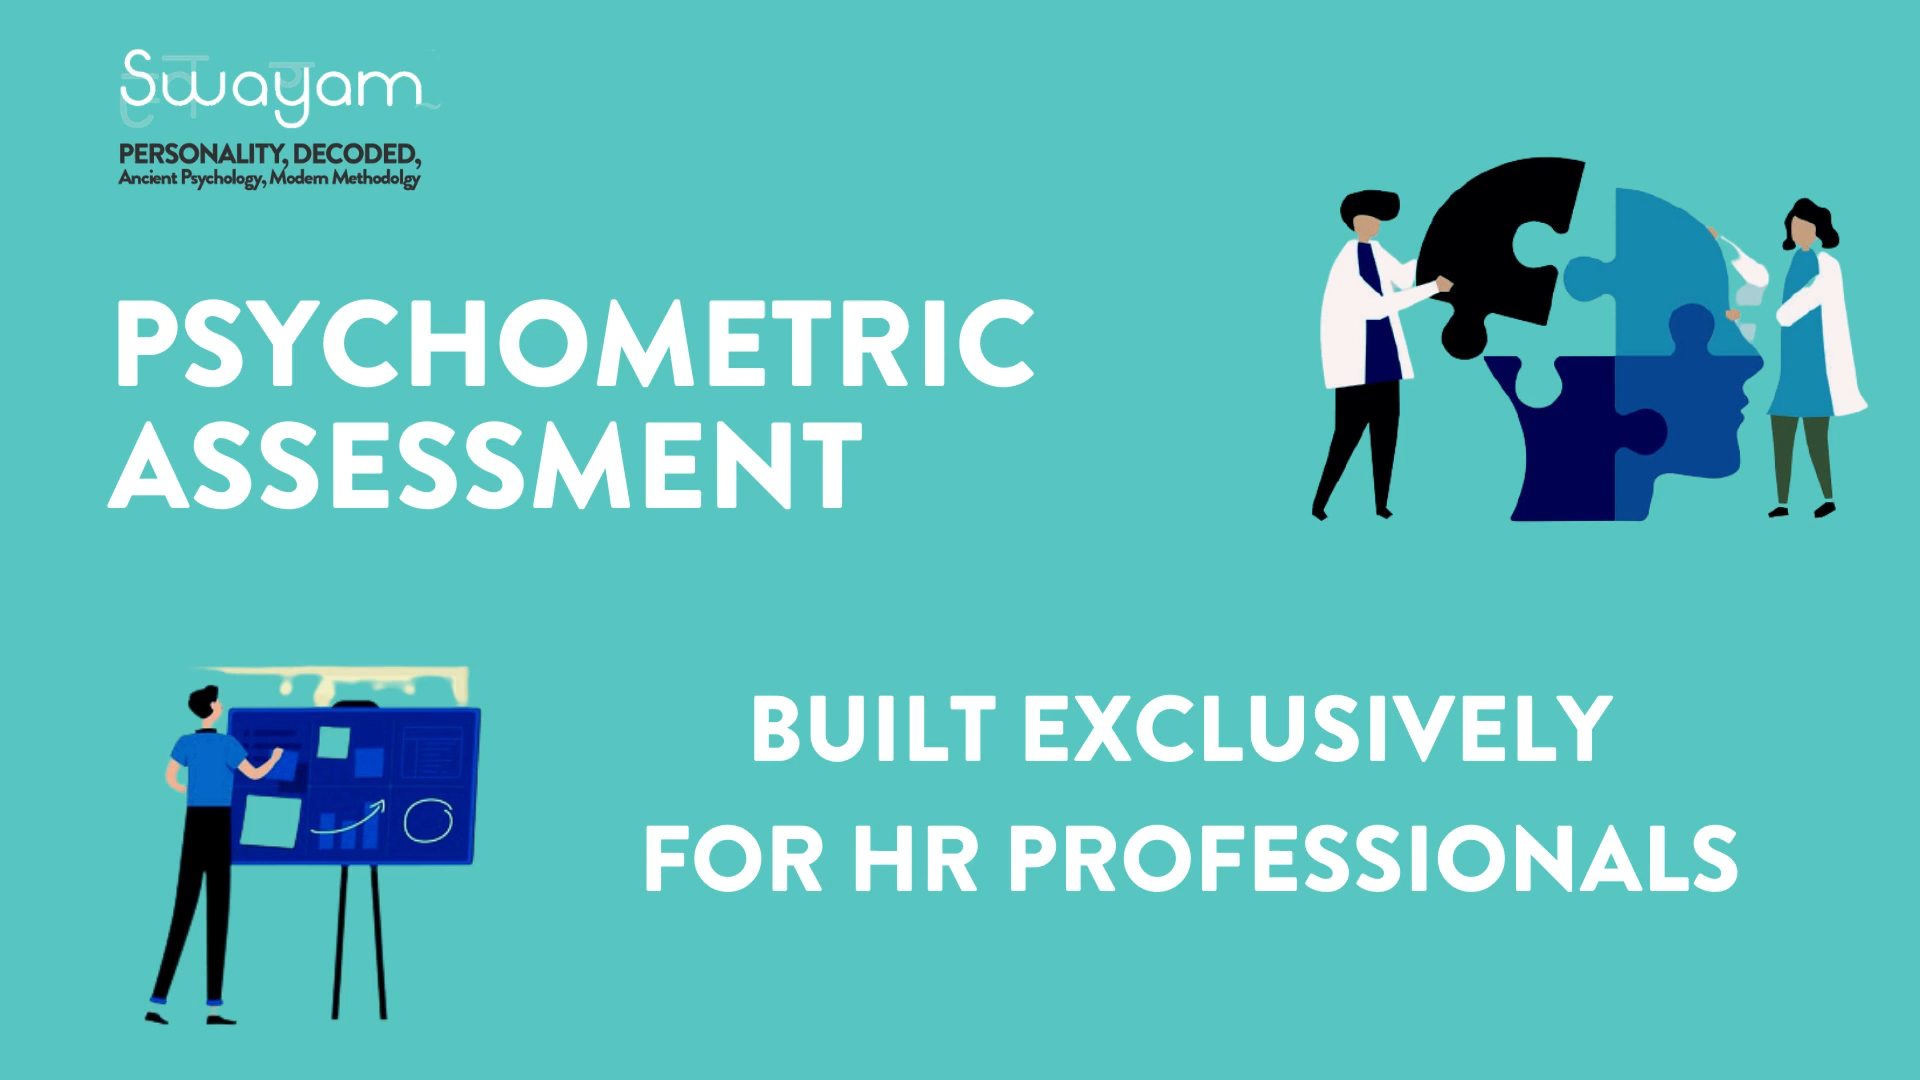 Swayam
PERSONALITY, DECODED,
Ancient Psychology, Modern Methodolgy
PSYCHOMETRIC
ASSESSMENT
BUILT EXCLUSIVELY
FOR HR PROFESSIONALS